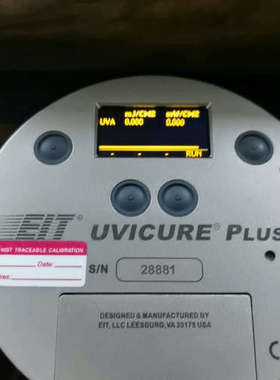 mJ/CM2 mW/CM2
UVA 0.000 0.000
RUN
EIT UVICURE® PLUS
NIST TRACEABLE CALIBRATION
Date:
S/N 28881
DESIGNED & MANUFACTURED BY
EIT, LLC LEESBURG, VA 20175 USA